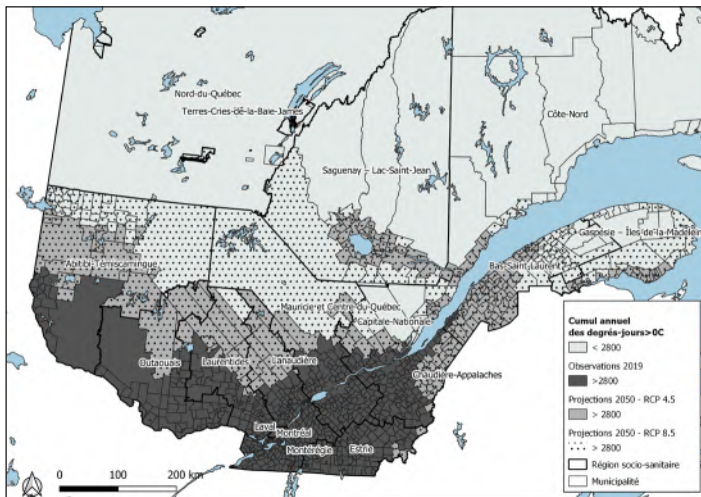 Nord-du-Québec
Terres-Cries-de-la-Baie-James
Côte-Nord
Saguenay – Lac-Saint-Jean
Gaspésie – Îles-de-la-Madelein
Abitibi-Témiscamingue
Bas-Saint-Laurent
Mauricie et Centre-du-Québec
Capitale-Nationale
Outaouais
Laurentides
Lanaudière
Chaudière-Appalaches
Laval
Montréal
Montérégie
Estrie
Cumul annuel
des degrés-jours>0C
< 2800
Observations 2019
>2800
Projections 2050 - RCP 4.5
> 2800
Projections 2050 - RCP 8.5
> 2800
Région socio-sanitaire
Municipalité
0 100 200 km